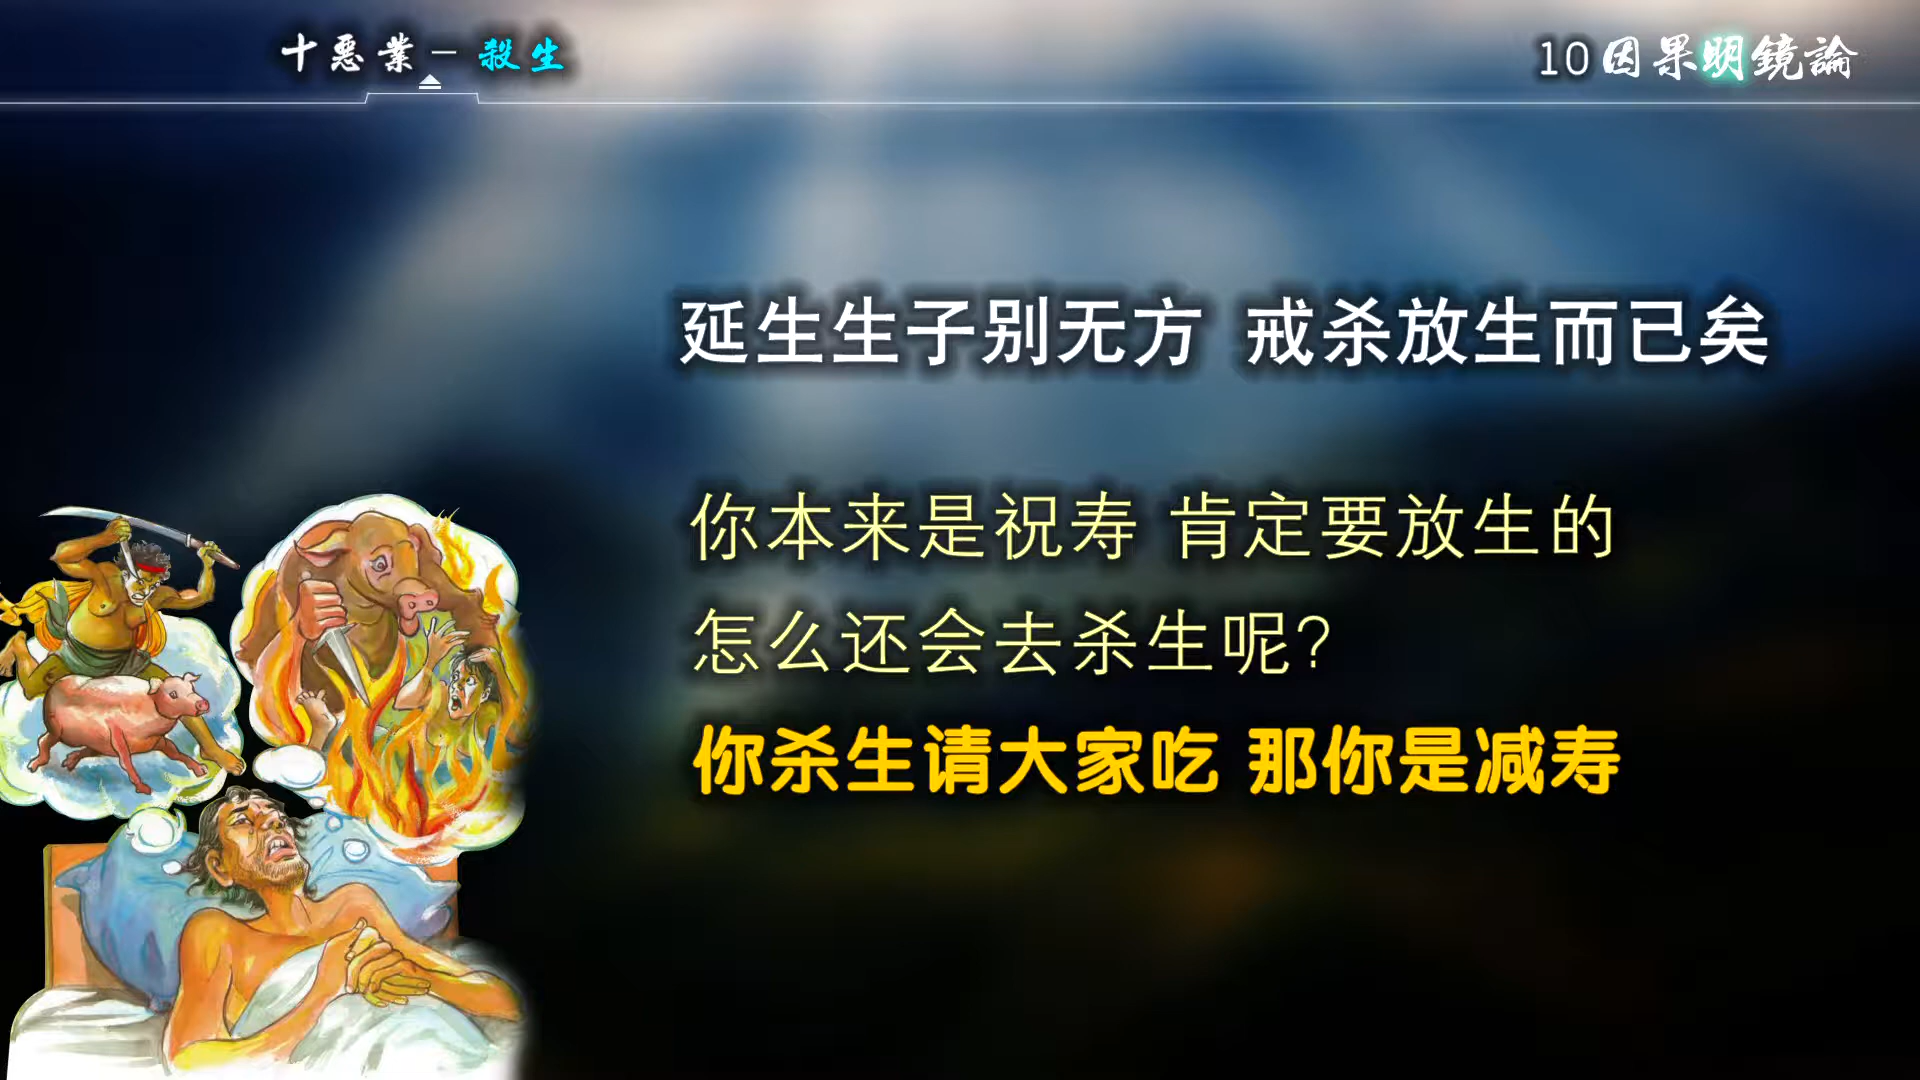 十惡業－殺生
10因果明鏡論
延生生子别无方 戒杀放生而已矣
你本来是祝寿 肯定要放生的
怎么还会去杀生呢?
你杀生请大家吃 那你是减寿